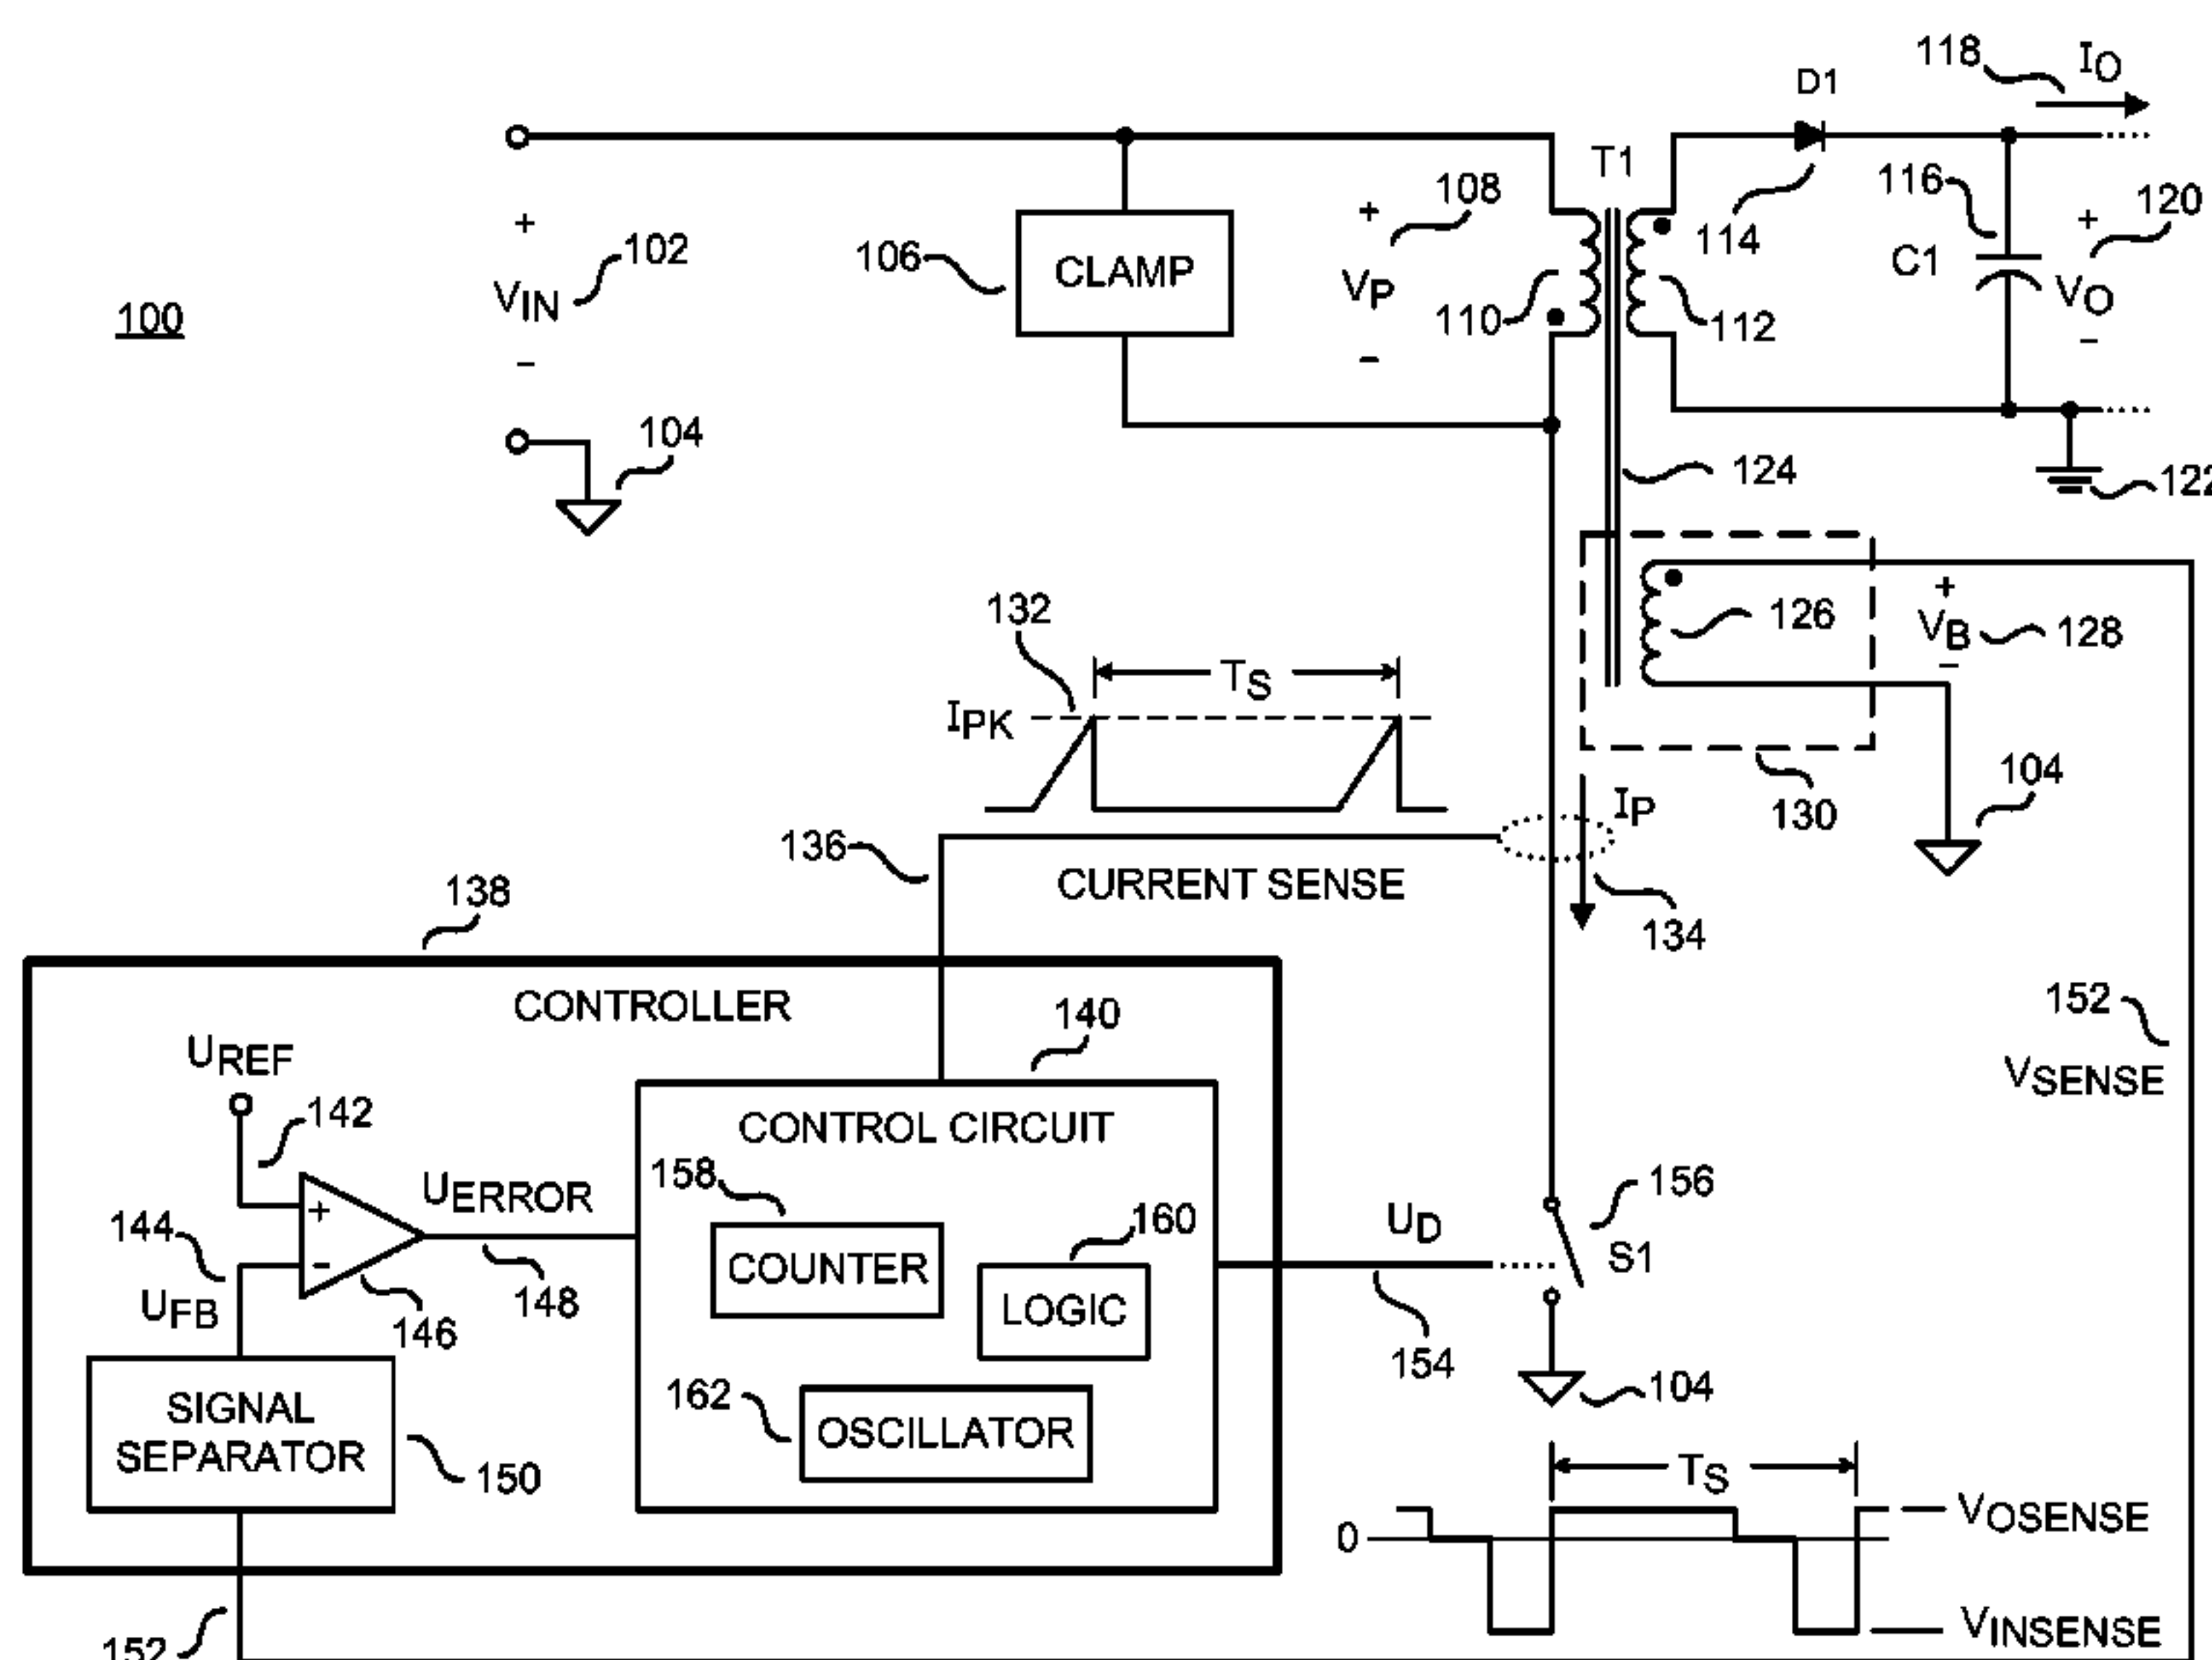 118 IO
D1
T1
+
102
VIN
-
100
106
CLAMP
+
108
VP
-
110
112
114
116
C1
+
120
VO
-
104
124
122
132
TS
IPK
126
+
VB
128
-
130
104
136
CURRENT SENSE
IP
134
138
CONTROLLER
140
152
VSENSE
UREF
142
CONTROL CIRCUIT
+
-
UERROR
144
UFB
146
148
158
COUNTER
160
LOGIC
162
OSCILLATOR
UD
154
156
S1
104
SIGNAL
SEPARATOR
150
TS
0
VOSENSE
VINSENSE
152